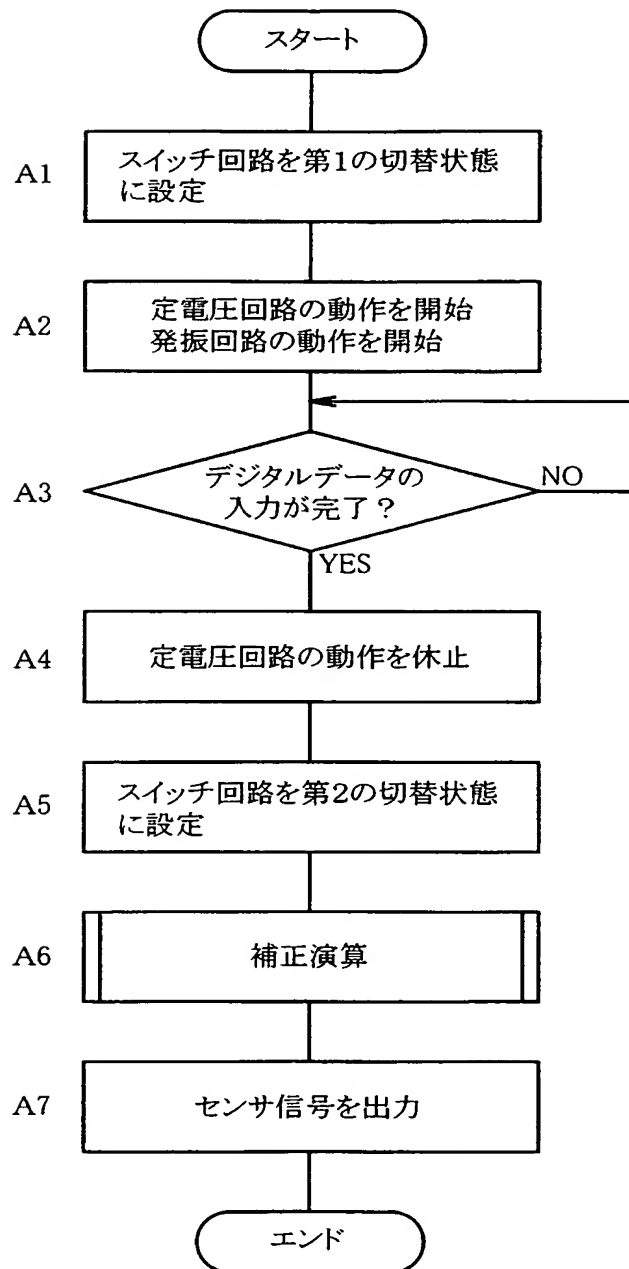 スタート
A1
スイッチ回路を第1の切替状態
に設定
A2
定電圧回路の動作を開始
発振回路の動作を開始
A3
デジタルデータの
入力が完了?
NO
YES
A4
定電圧回路の動作を休止
A5
スイッチ回路を第2の切替状態
に設定
A6
補正演算
A7
センサ信号を出力
エンド